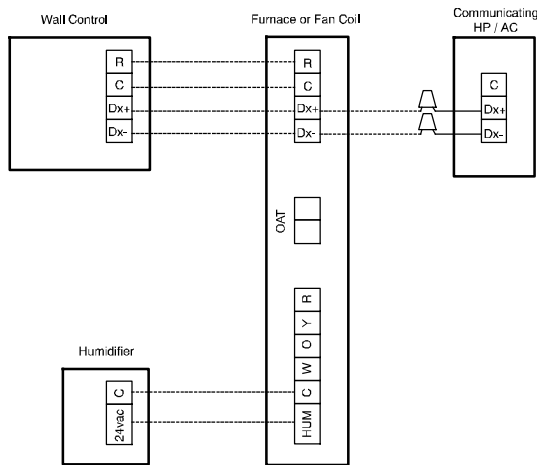 Wall Control
Furnace or Fan Coil
Communicating
HP / AC
R
C
Dx+
Dx-
R
C
Dx+
Dx-
C
Dx+
Dx-
OAT
R
Y
O
W
C
HUM
Humidifier
C
24vac